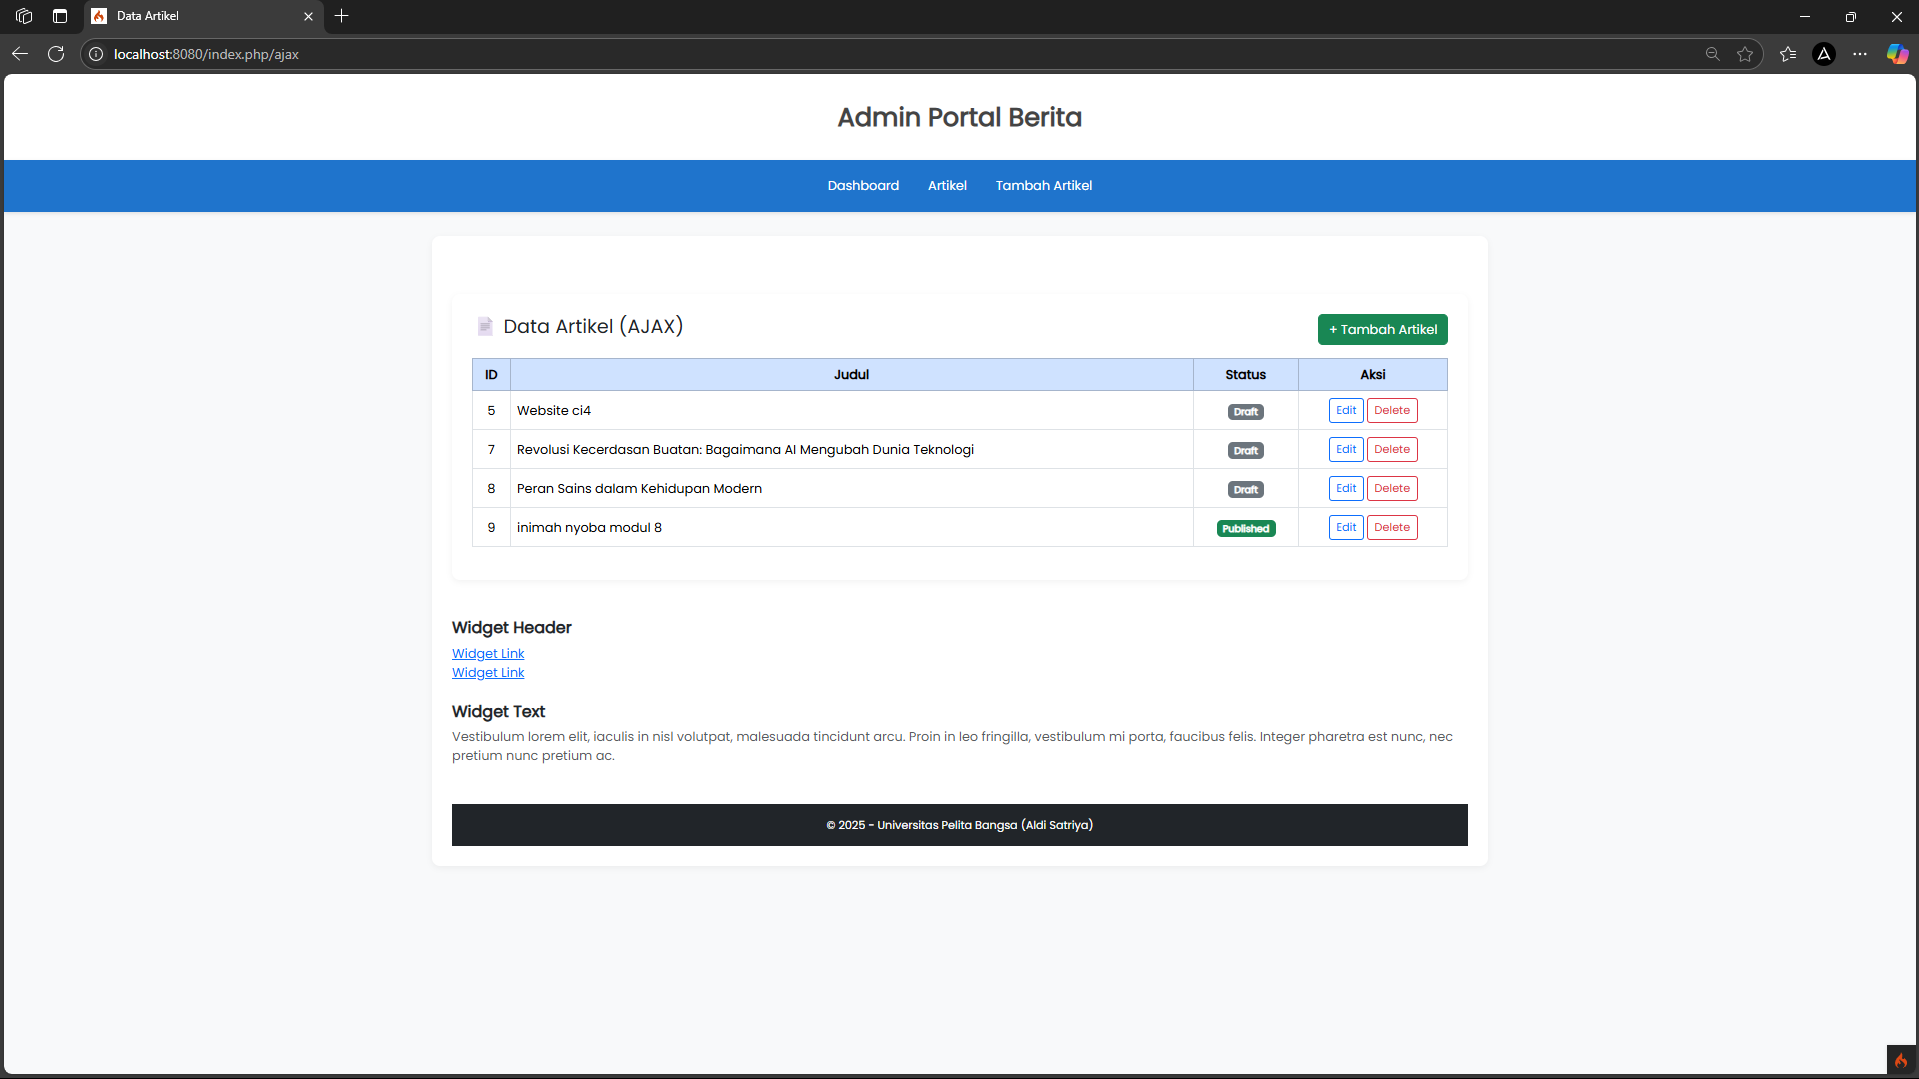 Data Artikel
localhost:8080/index.php/ajax
Admin Portal Berita
Dashboard Artikel Tambah Artikel
Data Artikel (AJAX) + Tambah Artikel
ID Judul Status Aksi
5 Website ci4 Draft Edit Delete
7 Revolusi Kecerdasan Buatan: Bagaimana AI Mengubah Dunia Teknologi Draft Edit Delete
8 Peran Sains dalam Kehidupan Modern Draft Edit Delete
9 inimah nyoba modul 8 Published Edit Delete
Widget Header
Widget Link
Widget Link
Widget Text
Vestibulum lorem elit, iaculis in nisl volutpat, malesuada tincidunt arcu. Proin in leo fringilla, vestibulum mi porta, faucibus felis. Integer pharetra est nunc, nec
pretium nunc pretium ac.
© 2025 - Universitas Pelita Bangsa (Aldi Satriya)